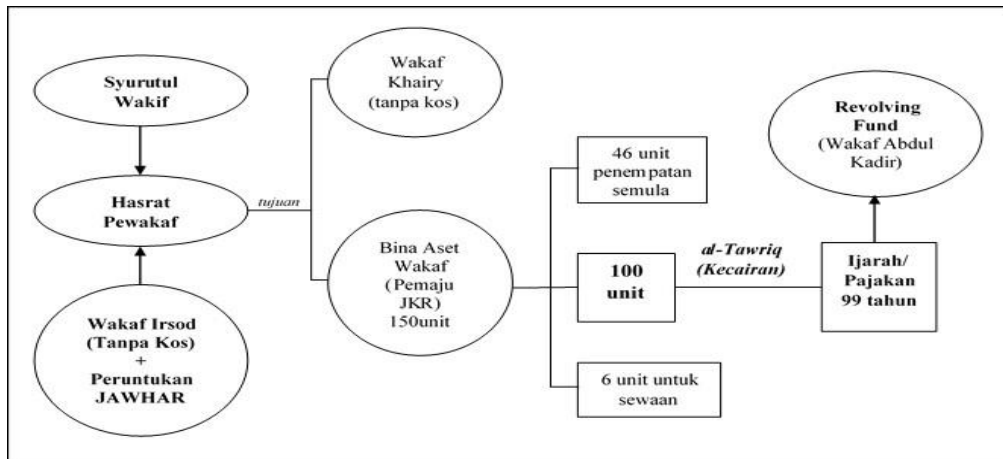 Syurutul
Wakif
Hasrat
Pewakaf
Wakaf Irsod
(Tanpa Kos)
+
Peruntukan
JAWHAR
tujuan
Wakaf
Khairy
(tanpa kos)
Bina Aset
Wakaf
(Pemaju
JKR)
150unit
46 unit
penempatan
semula
100
unit
6 unit untuk
sewaan
al-Tawriq
(Kecairan)
Revolving
Fund
(Wakaf Abdul
Kadir)
Ijarah/
Pajakan
99 tahun